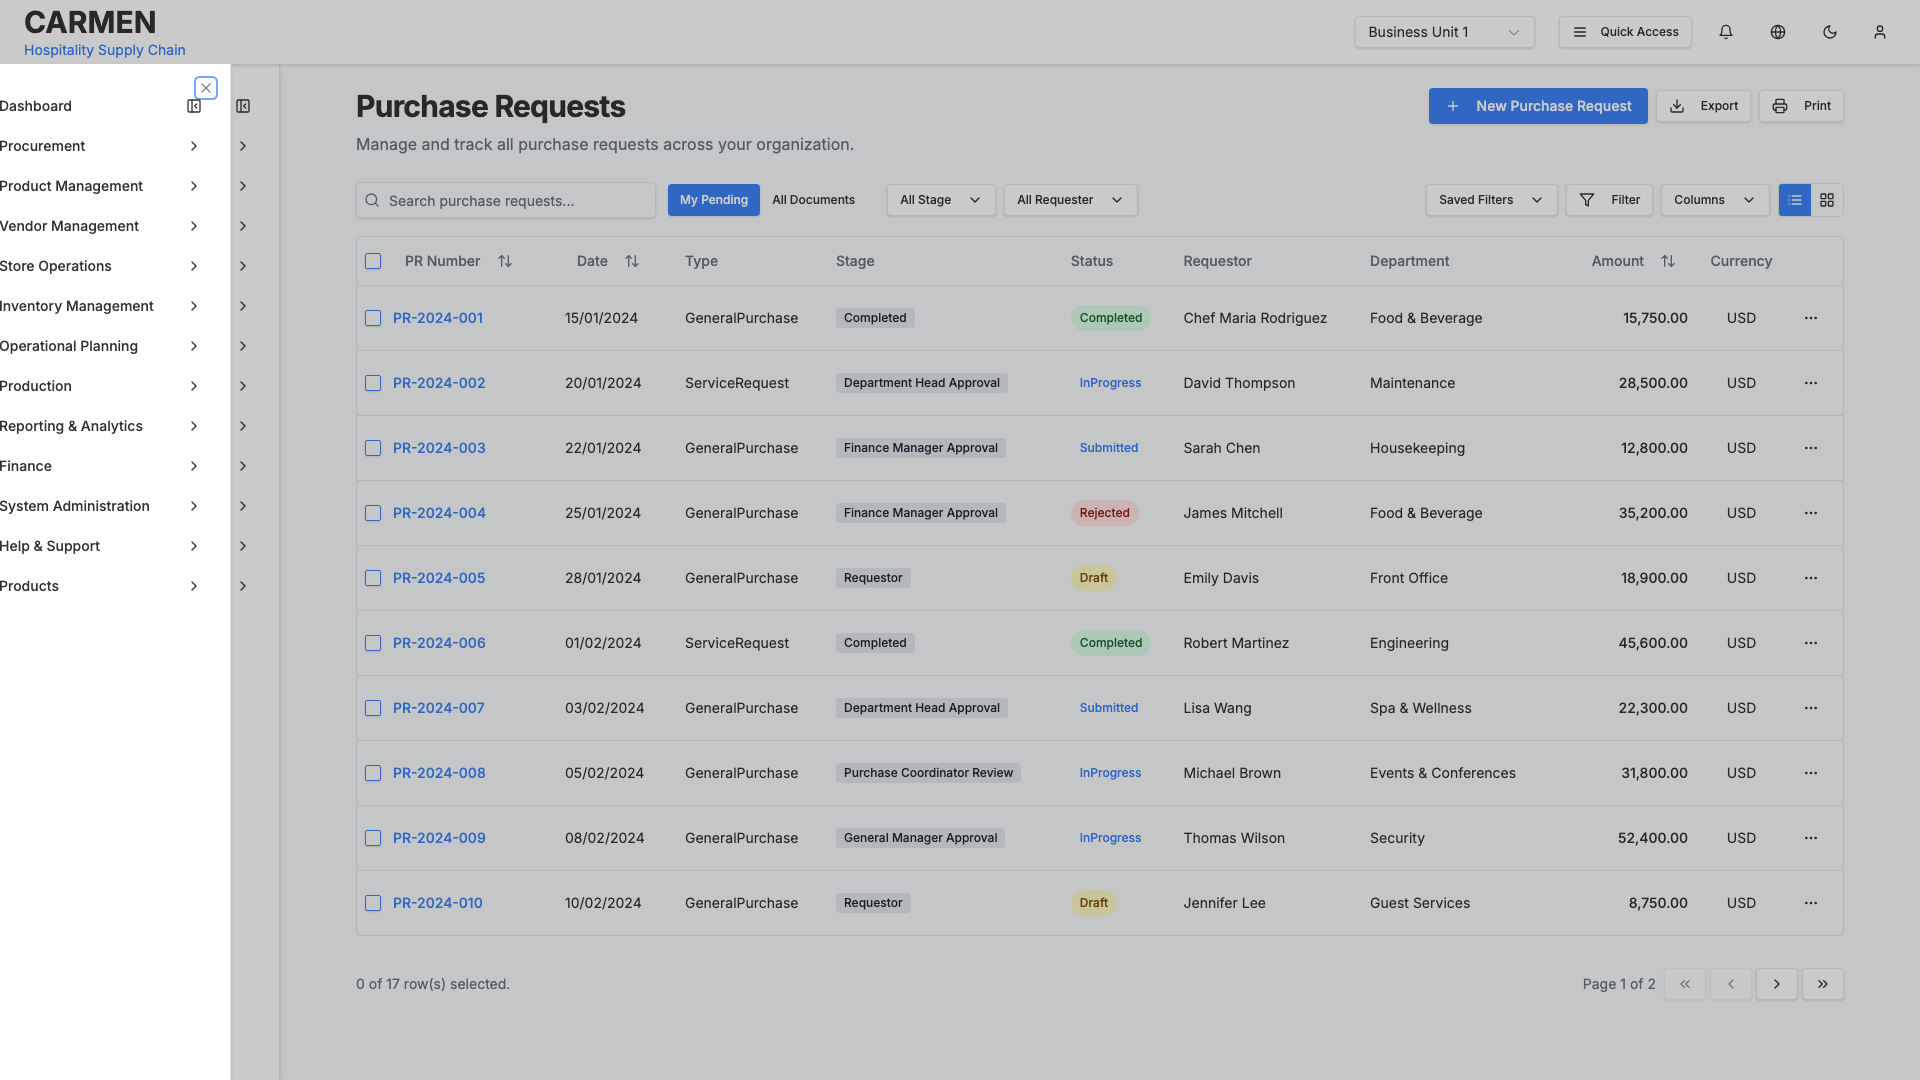 CARMEN
Hospitality Supply Chain
Business Unit 1
Quick Access
Dashboard
Procurement
Product Management
Vendor Management
Store Operations
Inventory Management
Operational Planning
Production
Reporting & Analytics
Finance
System Administration
Help & Support
Products
Purchase Requests
Manage and track all purchase requests across your organization.
New Purchase Request
Export
Print
Search purchase requests...
My Pending
All Documents
All Stage
All Requester
Saved Filters
Filter
Columns
PR Number Date Type Stage Status Requestor Department Amount Currency
PR-2024-001 15/01/2024 GeneralPurchase Completed Completed Chef Maria Rodriguez Food & Beverage 15,750.00 USD
PR-2024-002 20/01/2024 ServiceRequest Department Head Approval InProgress David Thompson Maintenance 28,500.00 USD
PR-2024-003 22/01/2024 GeneralPurchase Finance Manager Approval Submitted Sarah Chen Housekeeping 12,800.00 USD
PR-2024-004 25/01/2024 GeneralPurchase Finance Manager Approval Rejected James Mitchell Food & Beverage 35,200.00 USD
PR-2024-005 28/01/2024 GeneralPurchase Requestor Draft Emily Davis Front Office 18,900.00 USD
PR-2024-006 01/02/2024 ServiceRequest Completed Completed Robert Martinez Engineering 45,600.00 USD
PR-2024-007 03/02/2024 GeneralPurchase Department Head Approval Submitted Lisa Wang Spa & Wellness 22,300.00 USD
PR-2024-008 05/02/2024 GeneralPurchase Purchase Coordinator Review InProgress Michael Brown Events & Conferences 31,800.00 USD
PR-2024-009 08/02/2024 GeneralPurchase General Manager Approval InProgress Thomas Wilson Security 52,400.00 USD
PR-2024-010 10/02/2024 GeneralPurchase Requestor Draft Jennifer Lee Guest Services 8,750.00 USD
0 of 17 row(s) selected.
Page 1 of 2